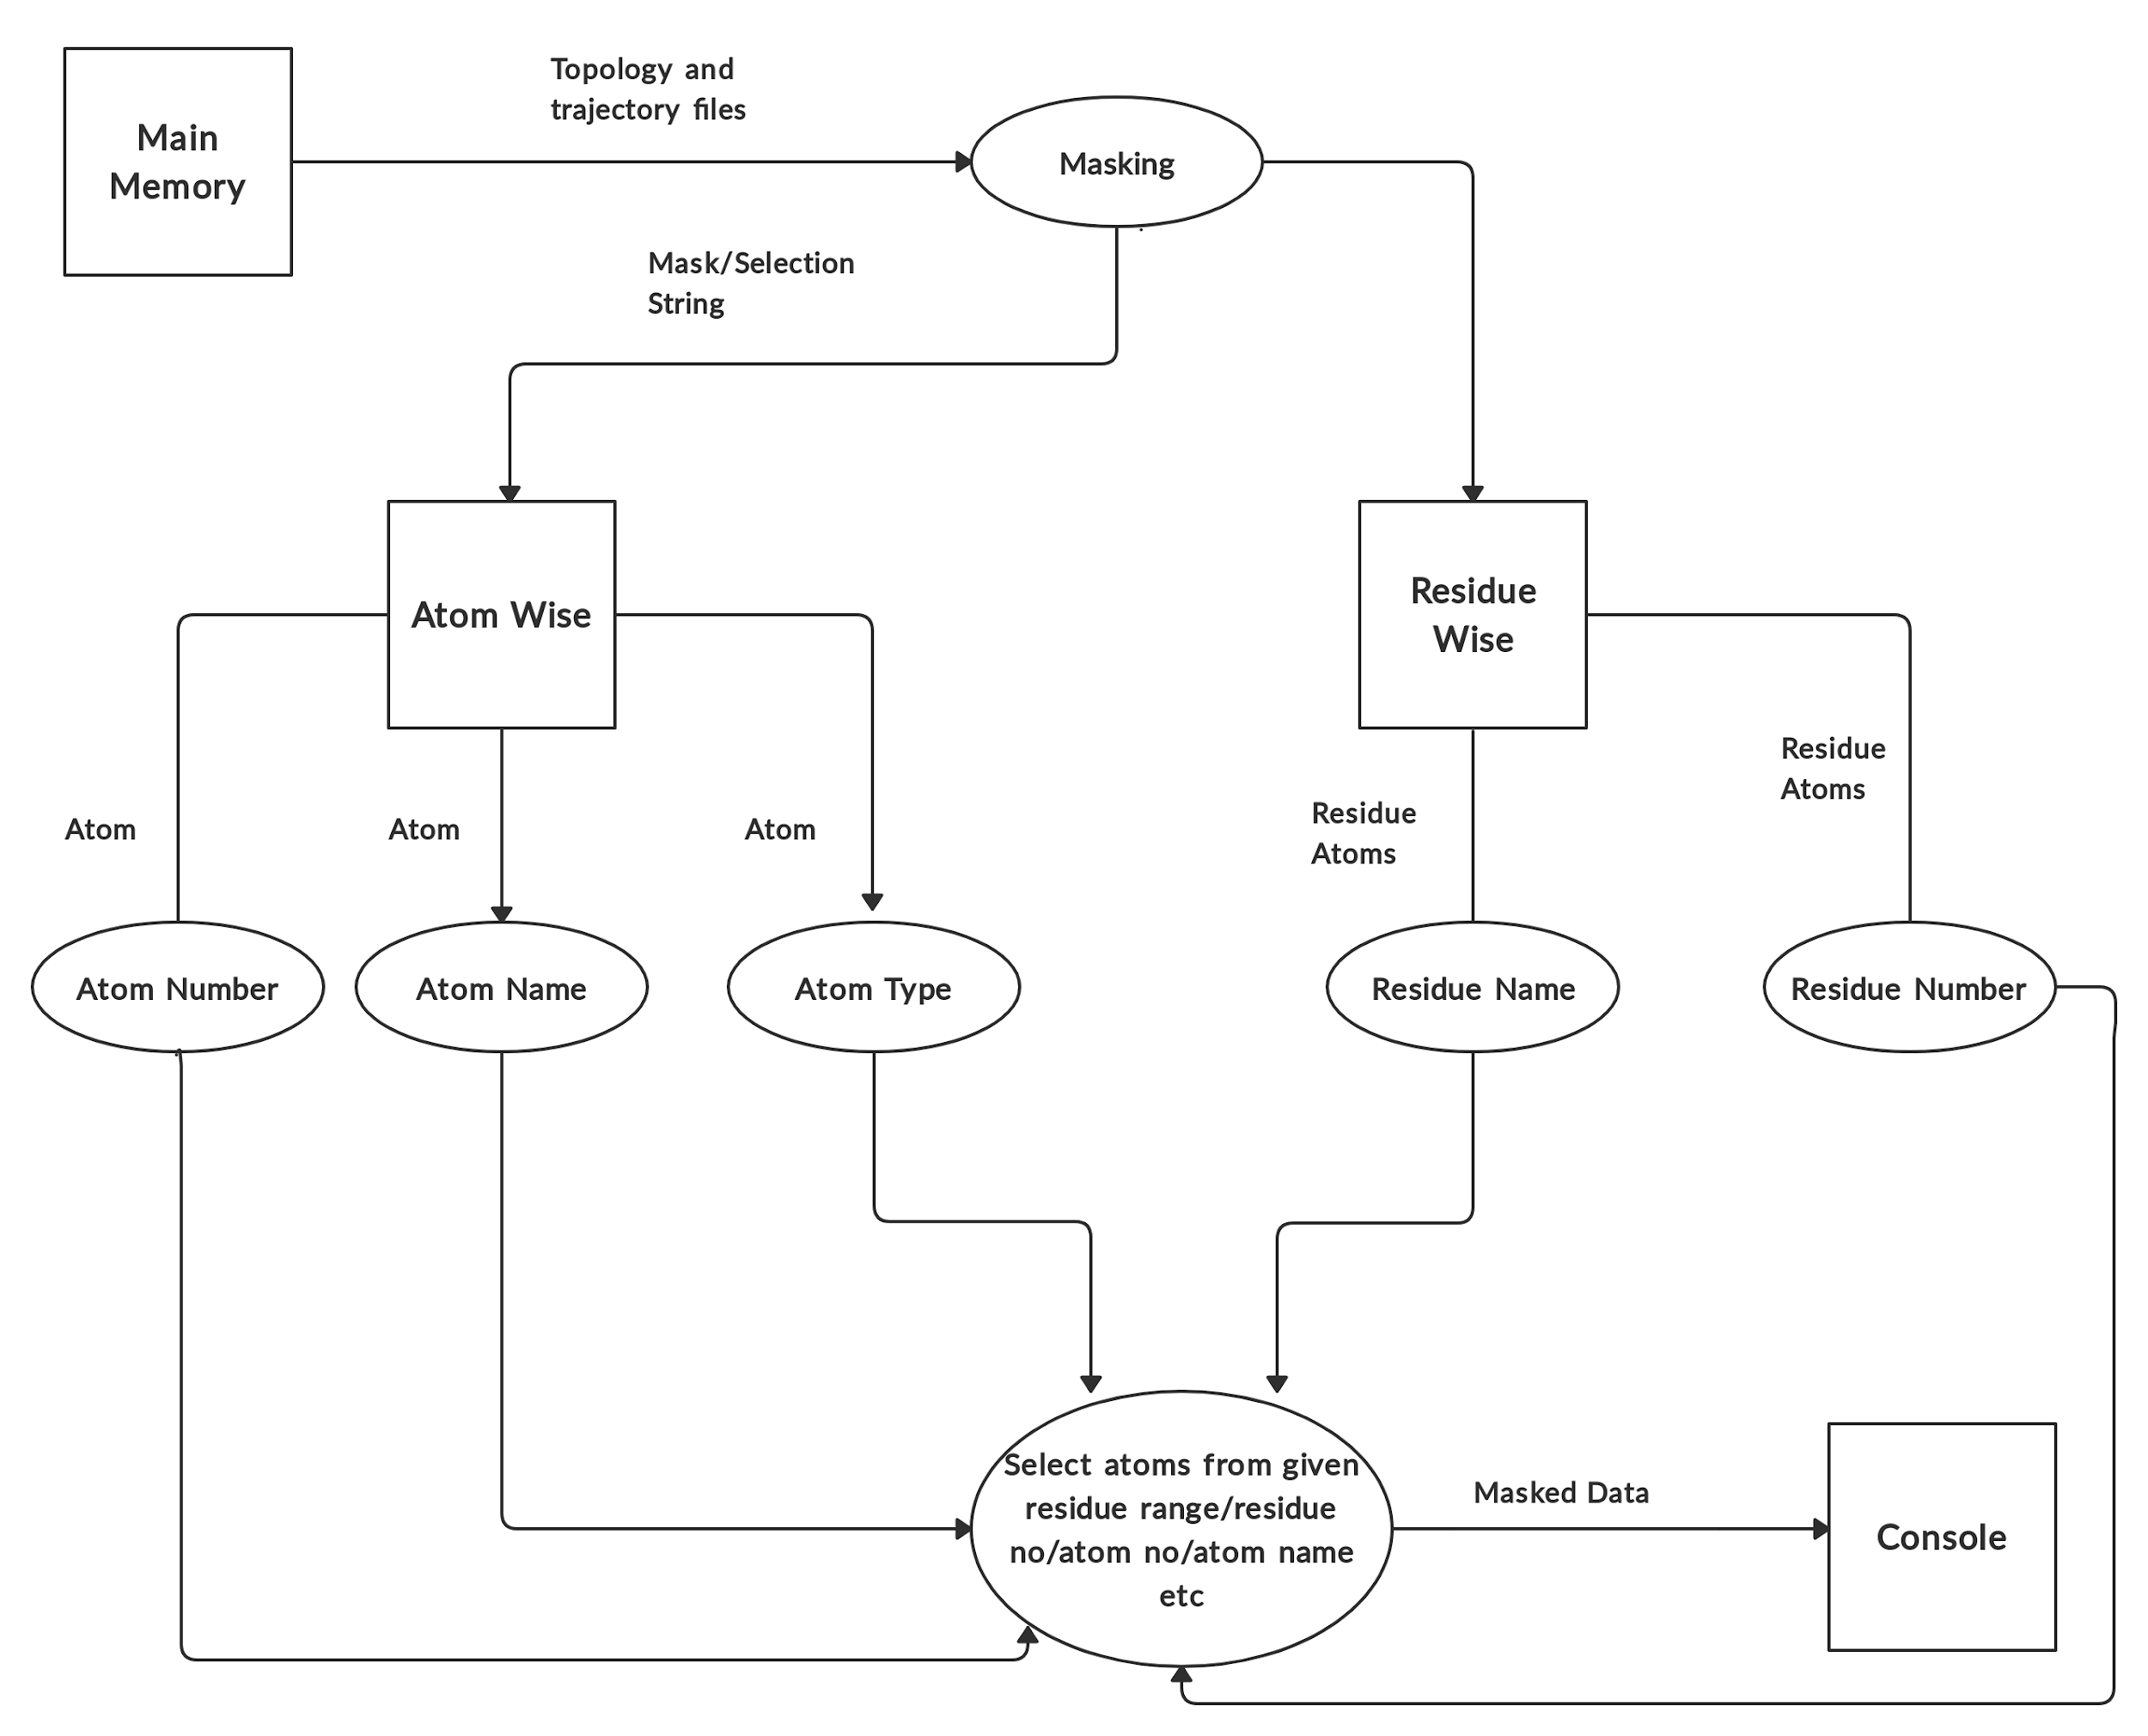 Main
Memory
Topology and
trajectory files
Masking
Mask/Selection
String
Atom Wise
Residue
Wise
Atom
Atom
Atom
Residue
Atoms
Residue
Atoms
Atom Number
Atom Name
Atom Type
Residue Name
Residue Number
Select atoms from given
residue range/residue
no/atom no/atom name
etc
Masked Data
Console